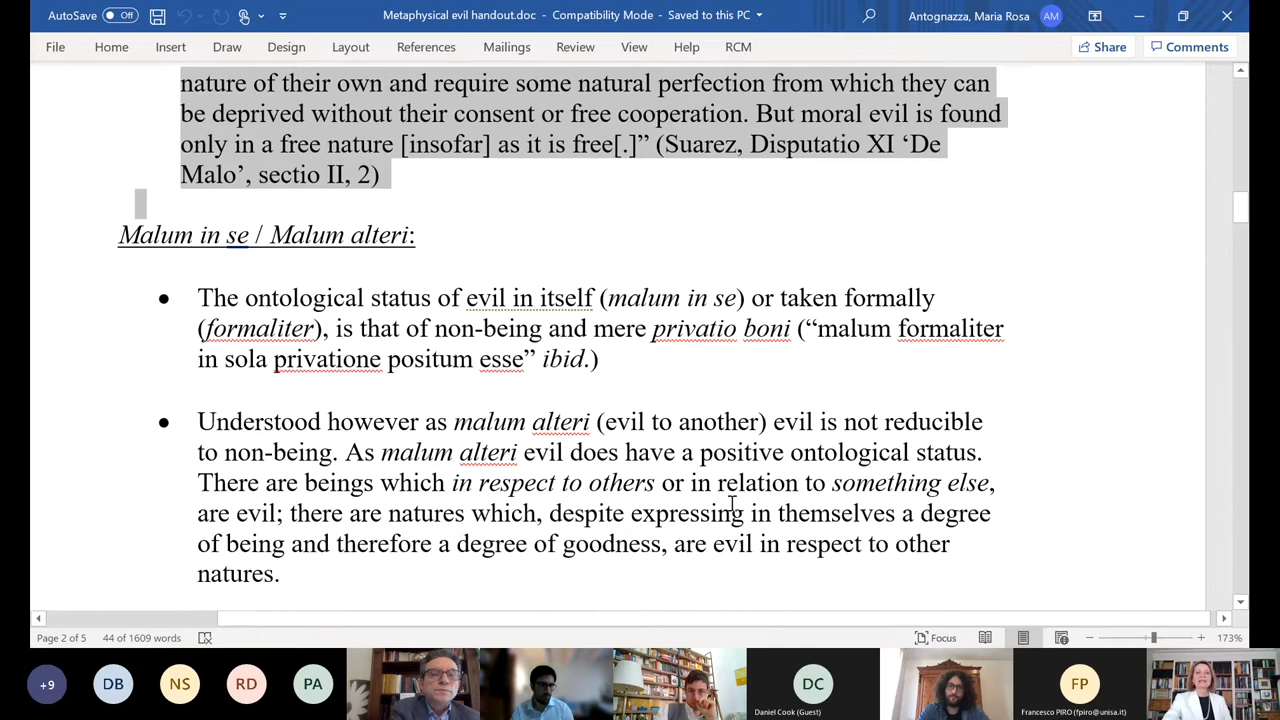 AutoSave Off
Metaphysical evil handout.doc - Compatibility Mode - Saved to this PC
Antognazza, Maria Rosa AM
File Home Insert Draw Design Layout References Mailings Review View Help RCM Share Comments
nature of their own and require some natural perfection from which they can
be deprived without their consent or free cooperation. But moral evil is found
only in a free nature [insofar] as it is free[.]” (Suarez, Disputatio XI ‘De
Malo’, sectio II, 2)
Malum in se / Malum alteri:
● The ontological status of evil in itself (malum in se) or taken formally
(formaliter), is that of non-being and mere privatio boni (“malum formaliter
in sola privatione positum esse” ibid.)
● Understood however as malum alteri (evil to another) evil is not reducible
to non-being. As malum alteri evil does have a positive ontological status.
There are beings which in respect to others or in relation to something else,
are evil; there are natures which, despite expressing in themselves a degree
of being and therefore a degree of goodness, are evil in respect to other
natures.
Page 2 of 5 44 of 1609 words Focus 173%
+9 DB NS RD PA DC FP
Daniel Cook (Guest) Francesco PIRO (fpiro@unisa.it)